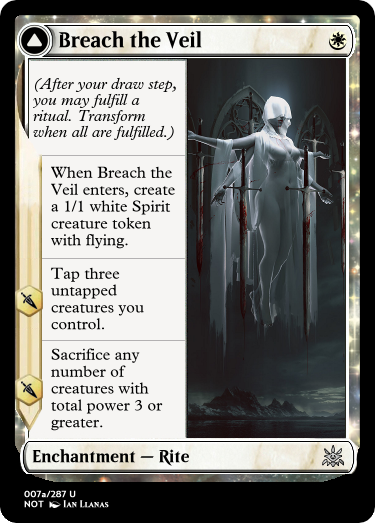 Breach the Veil
(After your draw step,
you may fulfill a
ritual. Transform
when all are fulfilled.)
When Breach the
Veil enters, create
a 1/1 white Spirit
creature token
with flying.
Tap three
untapped
creatures you
control.
Sacrifice any
number of
creatures with
total power 3 or
greater.
Enchantment — Rite
007a/287 U
NOT Ian Llanas